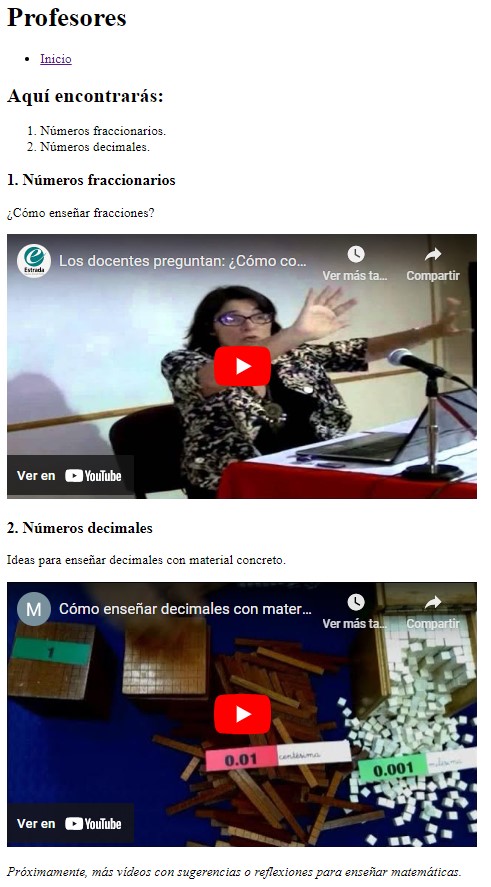 Profesores
Inicio
Aquí encontrarás:
1. Números fraccionarios.
2. Números decimales.
1. Números fraccionarios
¿Cómo enseñar fracciones?
Estrada
Los docentes preguntan: ¿Cómo co...
Ver más ta...
Compartir
Ver en YouTube
2. Números decimales
Ideas para enseñar decimales con material concreto.
M
Cómo enseñar decimales con mater...
Ver más ta...
Compartir
1
0.01 centésima
0.001
Ver en YouTube
Próximamente, más vídeos con sugerencias o reflexiones para enseñar matemáticas.